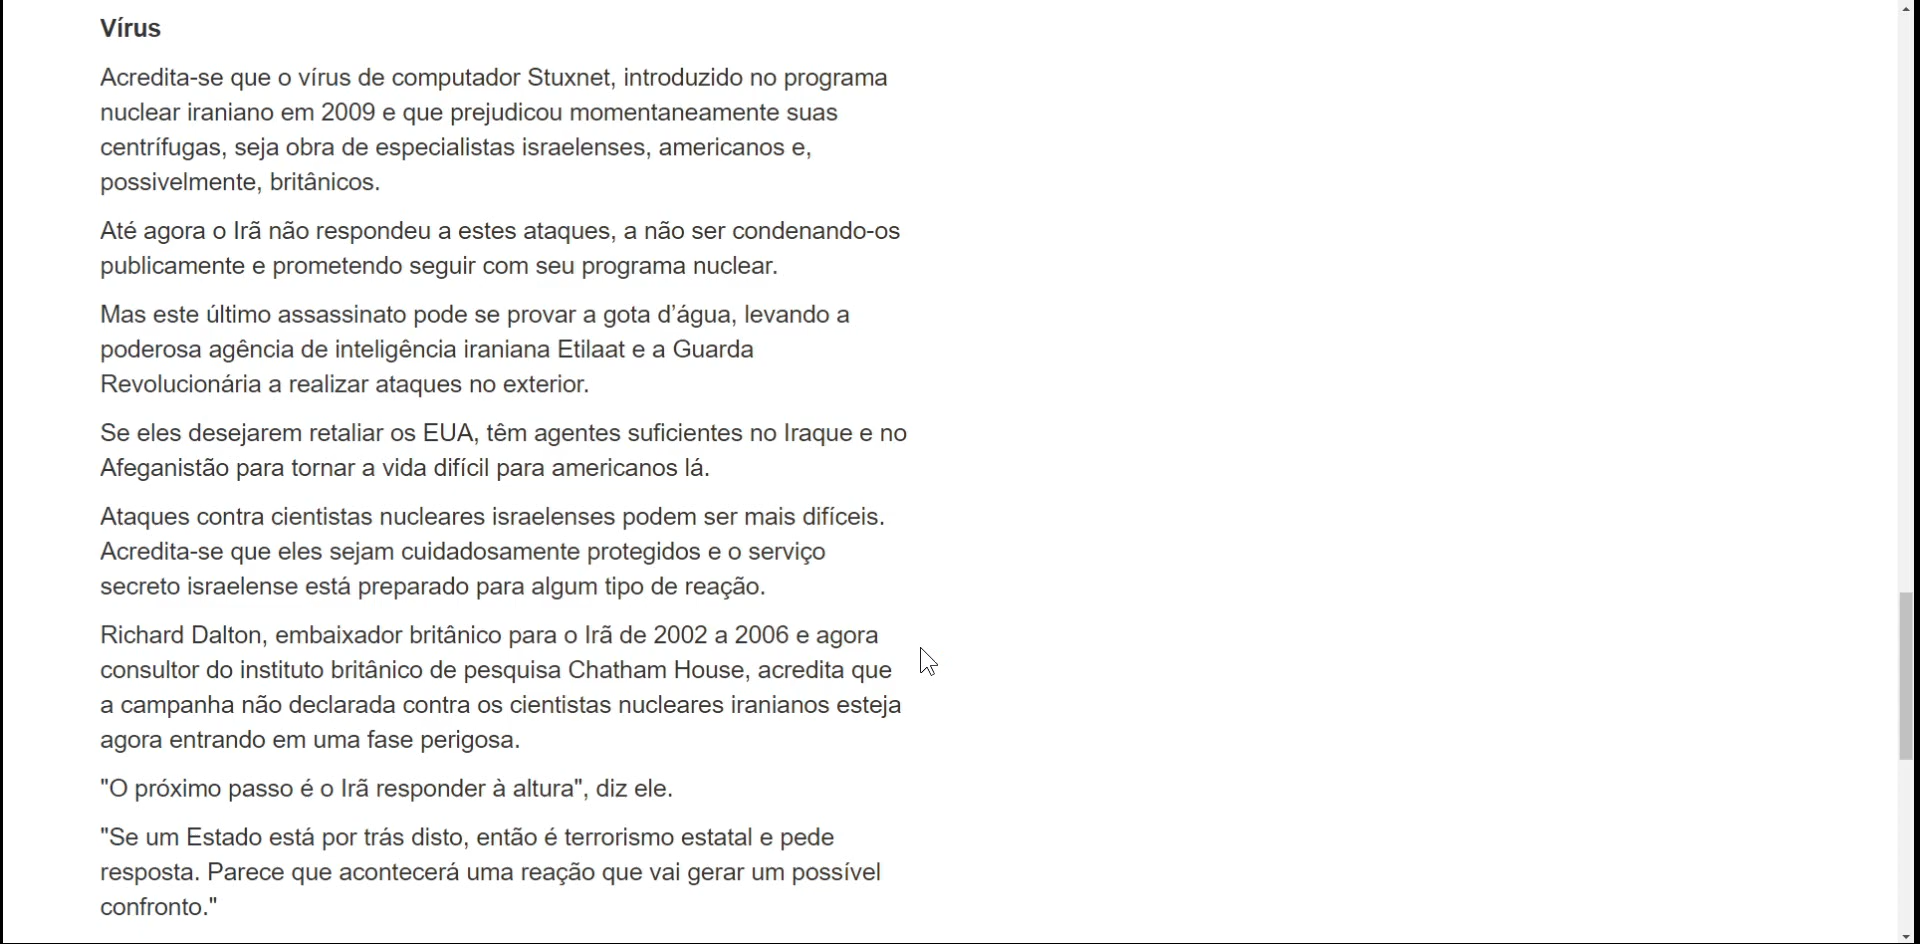 Vírus
Acredita-se que o vírus de computador Stuxnet, introduzido no programa
nuclear iraniano em 2009 e que prejudicou momentaneamente suas
centrífugas, seja obra de especialistas israelenses, americanos e,
possivelmente, britânicos.
Até agora o Irã não respondeu a estes ataques, a não ser condenando-os
publicamente e prometendo seguir com seu programa nuclear.
Mas este último assassinato pode se provar a gota d’água, levando a
poderosa agência de inteligência iraniana Etilaat e a Guarda
Revolucionária a realizar ataques no exterior.
Se eles desejarem retaliar os EUA, têm agentes suficientes no Iraque e no
Afeganistão para tornar a vida difícil para americanos lá.
Ataques contra cientistas nucleares israelenses podem ser mais difíceis.
Acredita-se que eles sejam cuidadosamente protegidos e o serviço
secreto israelense está preparado para algum tipo de reação.
Richard Dalton, embaixador britânico para o Irã de 2002 a 2006 e agora
consultor do instituto britânico de pesquisa Chatham House, acredita que
a campanha não declarada contra os cientistas nucleares iranianos esteja
agora entrando em uma fase perigosa.
"O próximo passo é o Irã responder à altura", diz ele.
"Se um Estado está por trás disto, então é terrorismo estatal e pede
resposta. Parece que acontecerá uma reação que vai gerar um possível
confronto."